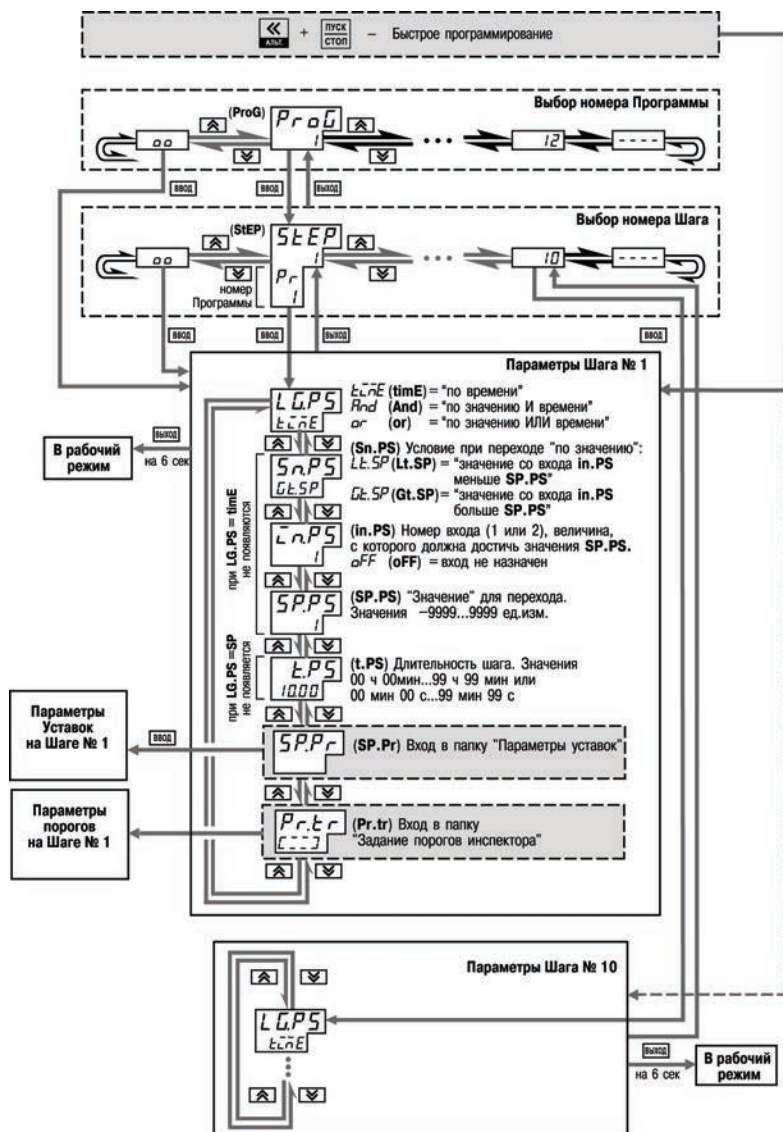 АЛЬТ. + ПУСК СТОП – Быстрое программирование
Выбор номера Программы
(ProG)
ProG
1
oo
12
- - - -
ВВОД
ВВОД
ВЫХОД
Выбор номера Шага
(StEP)
StEP
1
Pr
1
номер
Программы
oo
10
- - - -
ВВОД
ВВОД
ВЫХОД
ВВОД
Параметры Шага № 1
LG.PS
timE
timE (timE) = "по времени"
And (And) = "по значению И времени"
or (or) = "по значению ИЛИ времени"
ВЫХОД
на 6 сек
В рабочий
режим
при LG.PS = timE
не появляются
Sn.PS
Gt.SP
(Sn.PS) Условие при переходе "по значению":
Lt.SP (Lt.SP) = "значение со входа in.PS
меньше SP.PS"
Gt.SP (Gt.SP) = "значение со входа in.PS
больше SP.PS"
in.PS
1
(in.PS) Номер входа (1 или 2), величина,
с которого должна достичь значения SP.PS.
oFF (oFF) = вход не назначен
SP.PS
1
(SP.PS) "Значение" для перехода.
Значения –9999...9999 ед.изм.
при LG.PS =SP
не появляется
t.PS
10.00
(t.PS) Длительность шага. Значения
00 ч 00мин...99 ч 99 мин или
00 мин 00 с...99 мин 99 с
Параметры
Уставок
на Шаге № 1
ВВОД
SP.Pr
(SP.Pr) Вход в папку "Параметры уставок"
Параметры
порогов
на Шаге № 1
Pr.tr
[---]
(Pr.tr) Вход в папку
"Задание порогов инспектора"
Параметры Шага № 10
LG.PS
timE
ВЫХОД
на 6 сек
В рабочий
режим